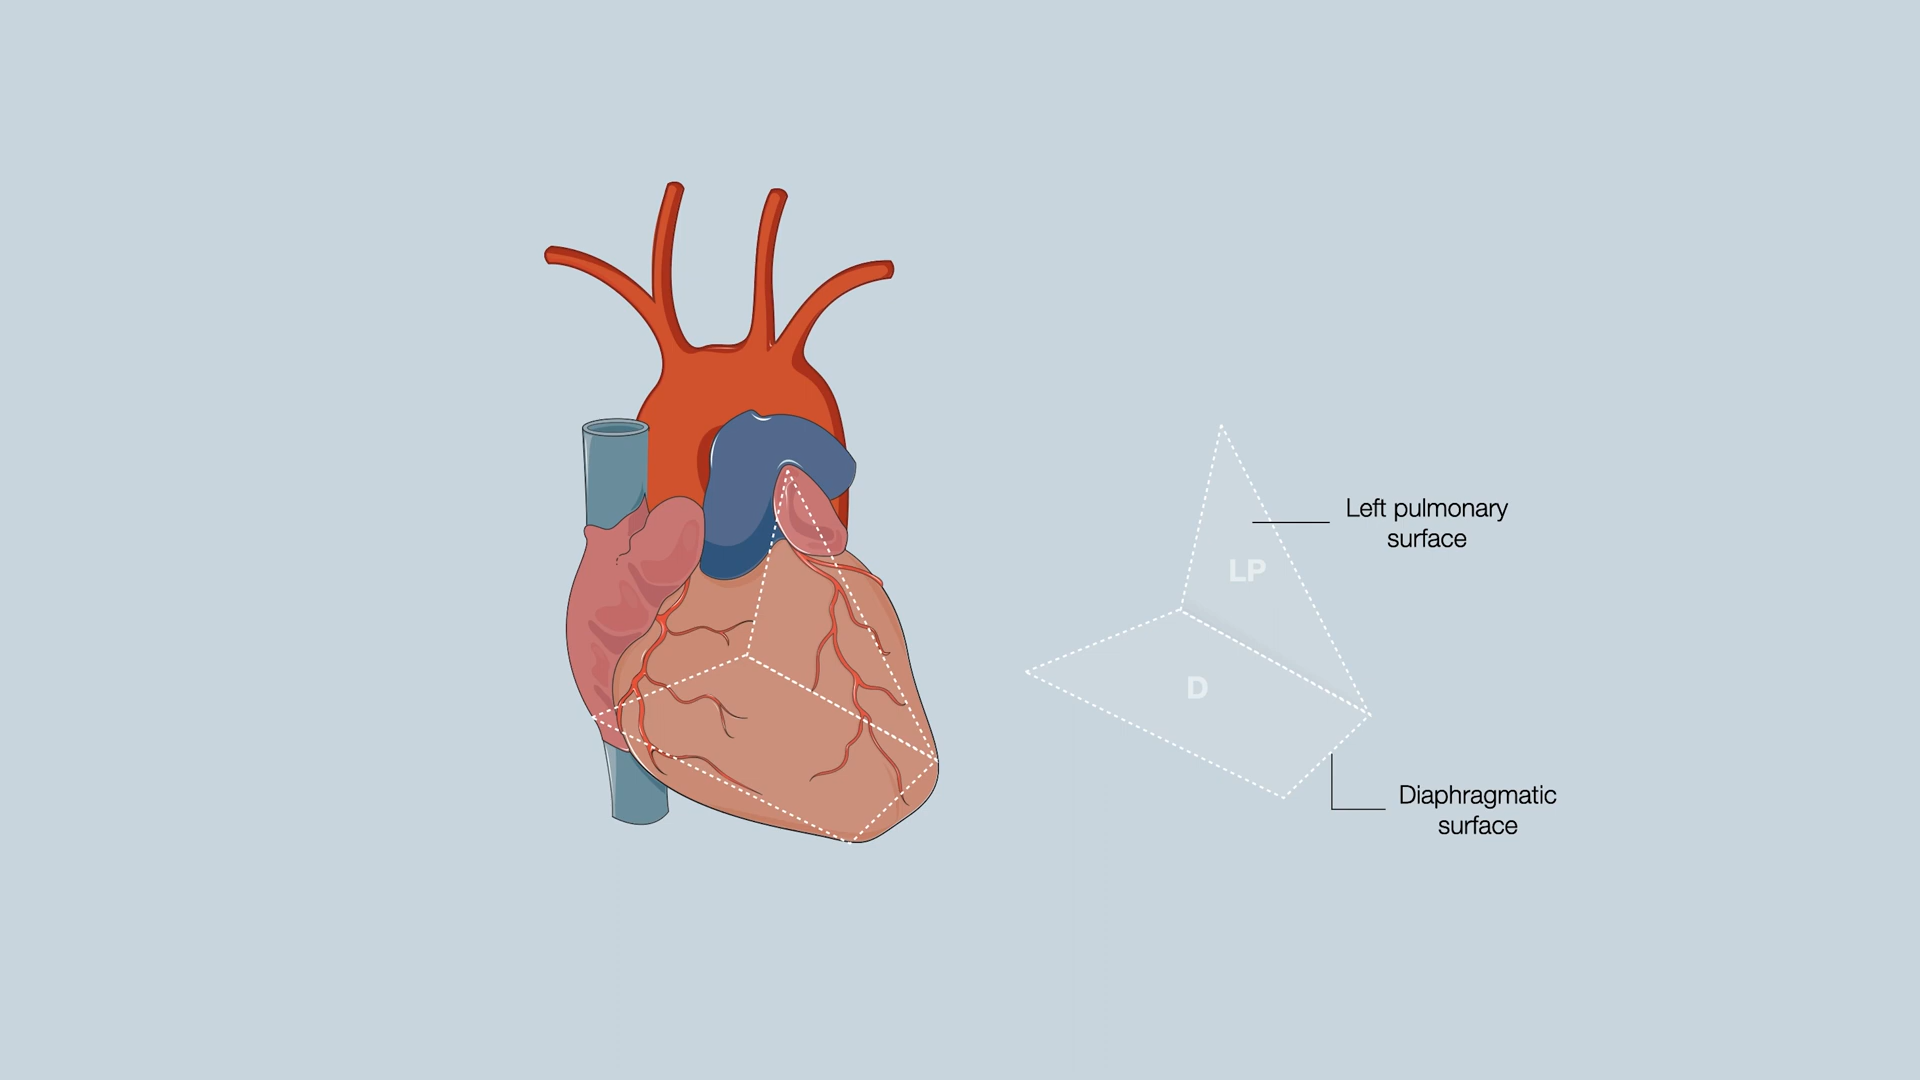 Left pulmonary
surface
LP
D
Diaphragmatic
surface